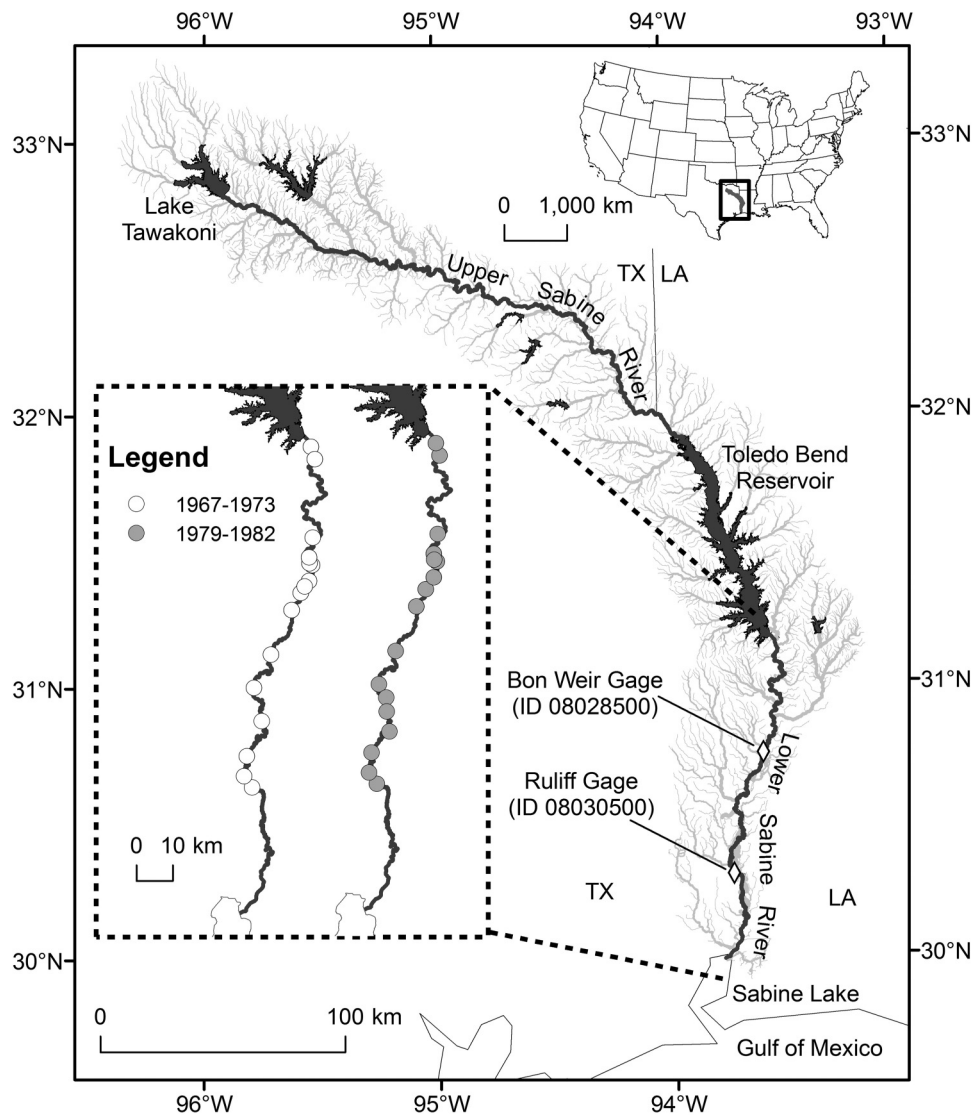 96°W
95°W
94°W
93°W
33°N
33°N
Lake
Tawakoni
0
1,000 km
TX
LA
Upper
Sabine
River
32°N
32°N
Legend
1967-1973
1979-1982
Toledo Bend
Reservoir
31°N
31°N
Bon Weir Gage
(ID 08028500)
Ruliff Gage
(ID 08030500)
Lower
Sabine
River
0
10 km
TX
LA
30°N
30°N
Sabine Lake
0
100 km
Gulf of Mexico
96°W
95°W
94°W